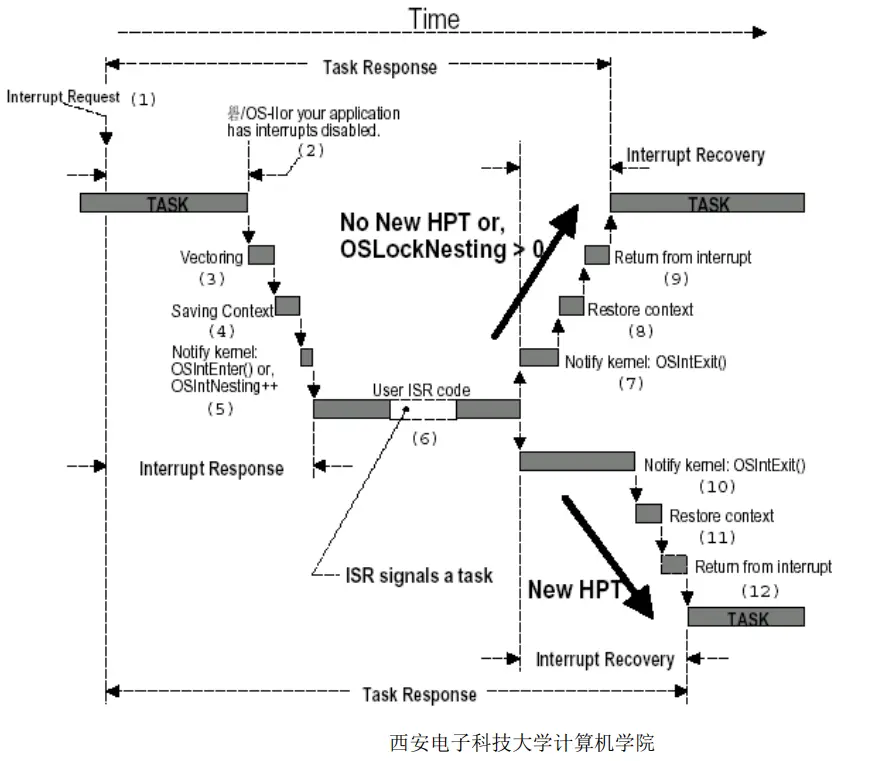 Time
Task Response
Interrupt Request (1)
/OS-IIor your application
has interrupts disabled.
(2)
Interrupt Recovery
TASK
TASK
No New HPT or,
OSLockNesting > 0
Vectoring
(3)
Return from interrupt
(9)
Saving Context
(4)
Restore context
(8)
Notify kernel:
OSIntEnter() or,
OSIntNesting++
(5)
Notify kernel: OSIntExit()
(7)
User ISR code
(6)
Interrupt Response
Notify kernel: OSIntExit()
(10)
Restore context
(11)
ISR signals a task
Return from interrupt
(12)
New HPT
TASK
Interrupt Recovery
Task Response
西安电子科技大学计算机学院